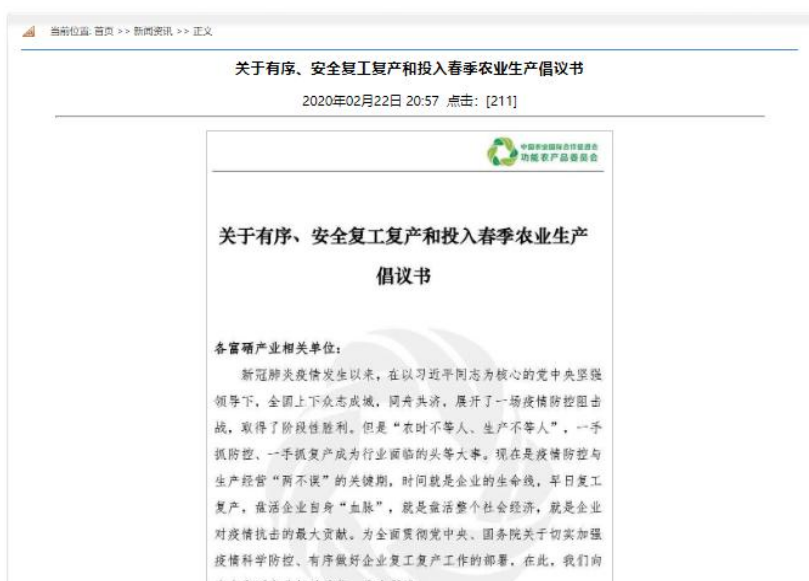 当前位置: 首页 >> 新闻资讯 >> 正义
关于有序、安全复工复产和投入春季农业生产倡议书
2020年02月22日 20:57 点击: [211]
中国农业国际合作促进会
功能农产品委员会
关于有序、安全复工复产和投入春季农业生产
倡议书
各富硒产业相关单位:
新冠肺炎疫情发生以来，在以习近平同志为核心的党中央坚强
领导下，全国上下众志成城，同舟共济，展开了一场疫情防控阻击
战，取得了阶段性胜利。但是“农时不等人、生产不等人”，一手
抓防控、一手抓复产成为行业面临的头等大事。现在是疫情防控与
生产经营“两不误”的关键期，时间就是企业的生命线，早日复工
复产，盘活企业自身“血脉”，就是盘活整个社会经济，就是企业
对疫情抗击的最大贡献。为全面贯彻党中央、国务院关于切实加强
疫情科学防控、有序做好企业复工复产工作的部署，在此，我们向